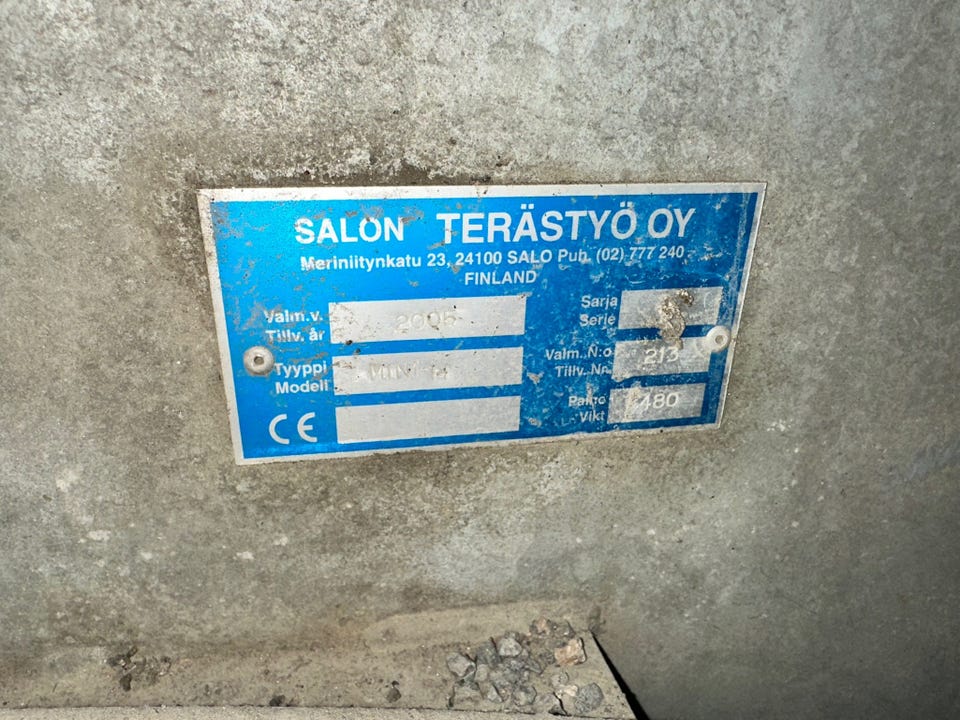 SALON TERÄSTYÖ OY
Meriniitynkatu 23, 24100 SALO Puh. (02) 777 240
FINLAND
Valm.v.
Tillv. år
2005
Tyyppi
Modell
Sarja
Serie
Valm. N:o
Tillv. Nr.
213
Paino
Vikt
480
CE